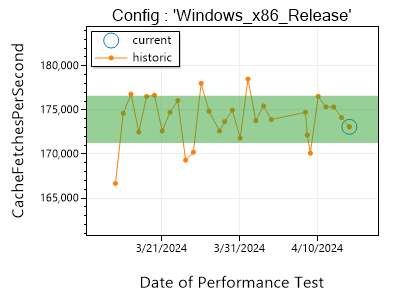 Config : 'Windows_x86_Release'
current
historic
180,000
175,000
170,000
165,000
CacheFetchesPerSecond
3/21/2024
3/31/2024
4/10/2024
Date of Performance Test